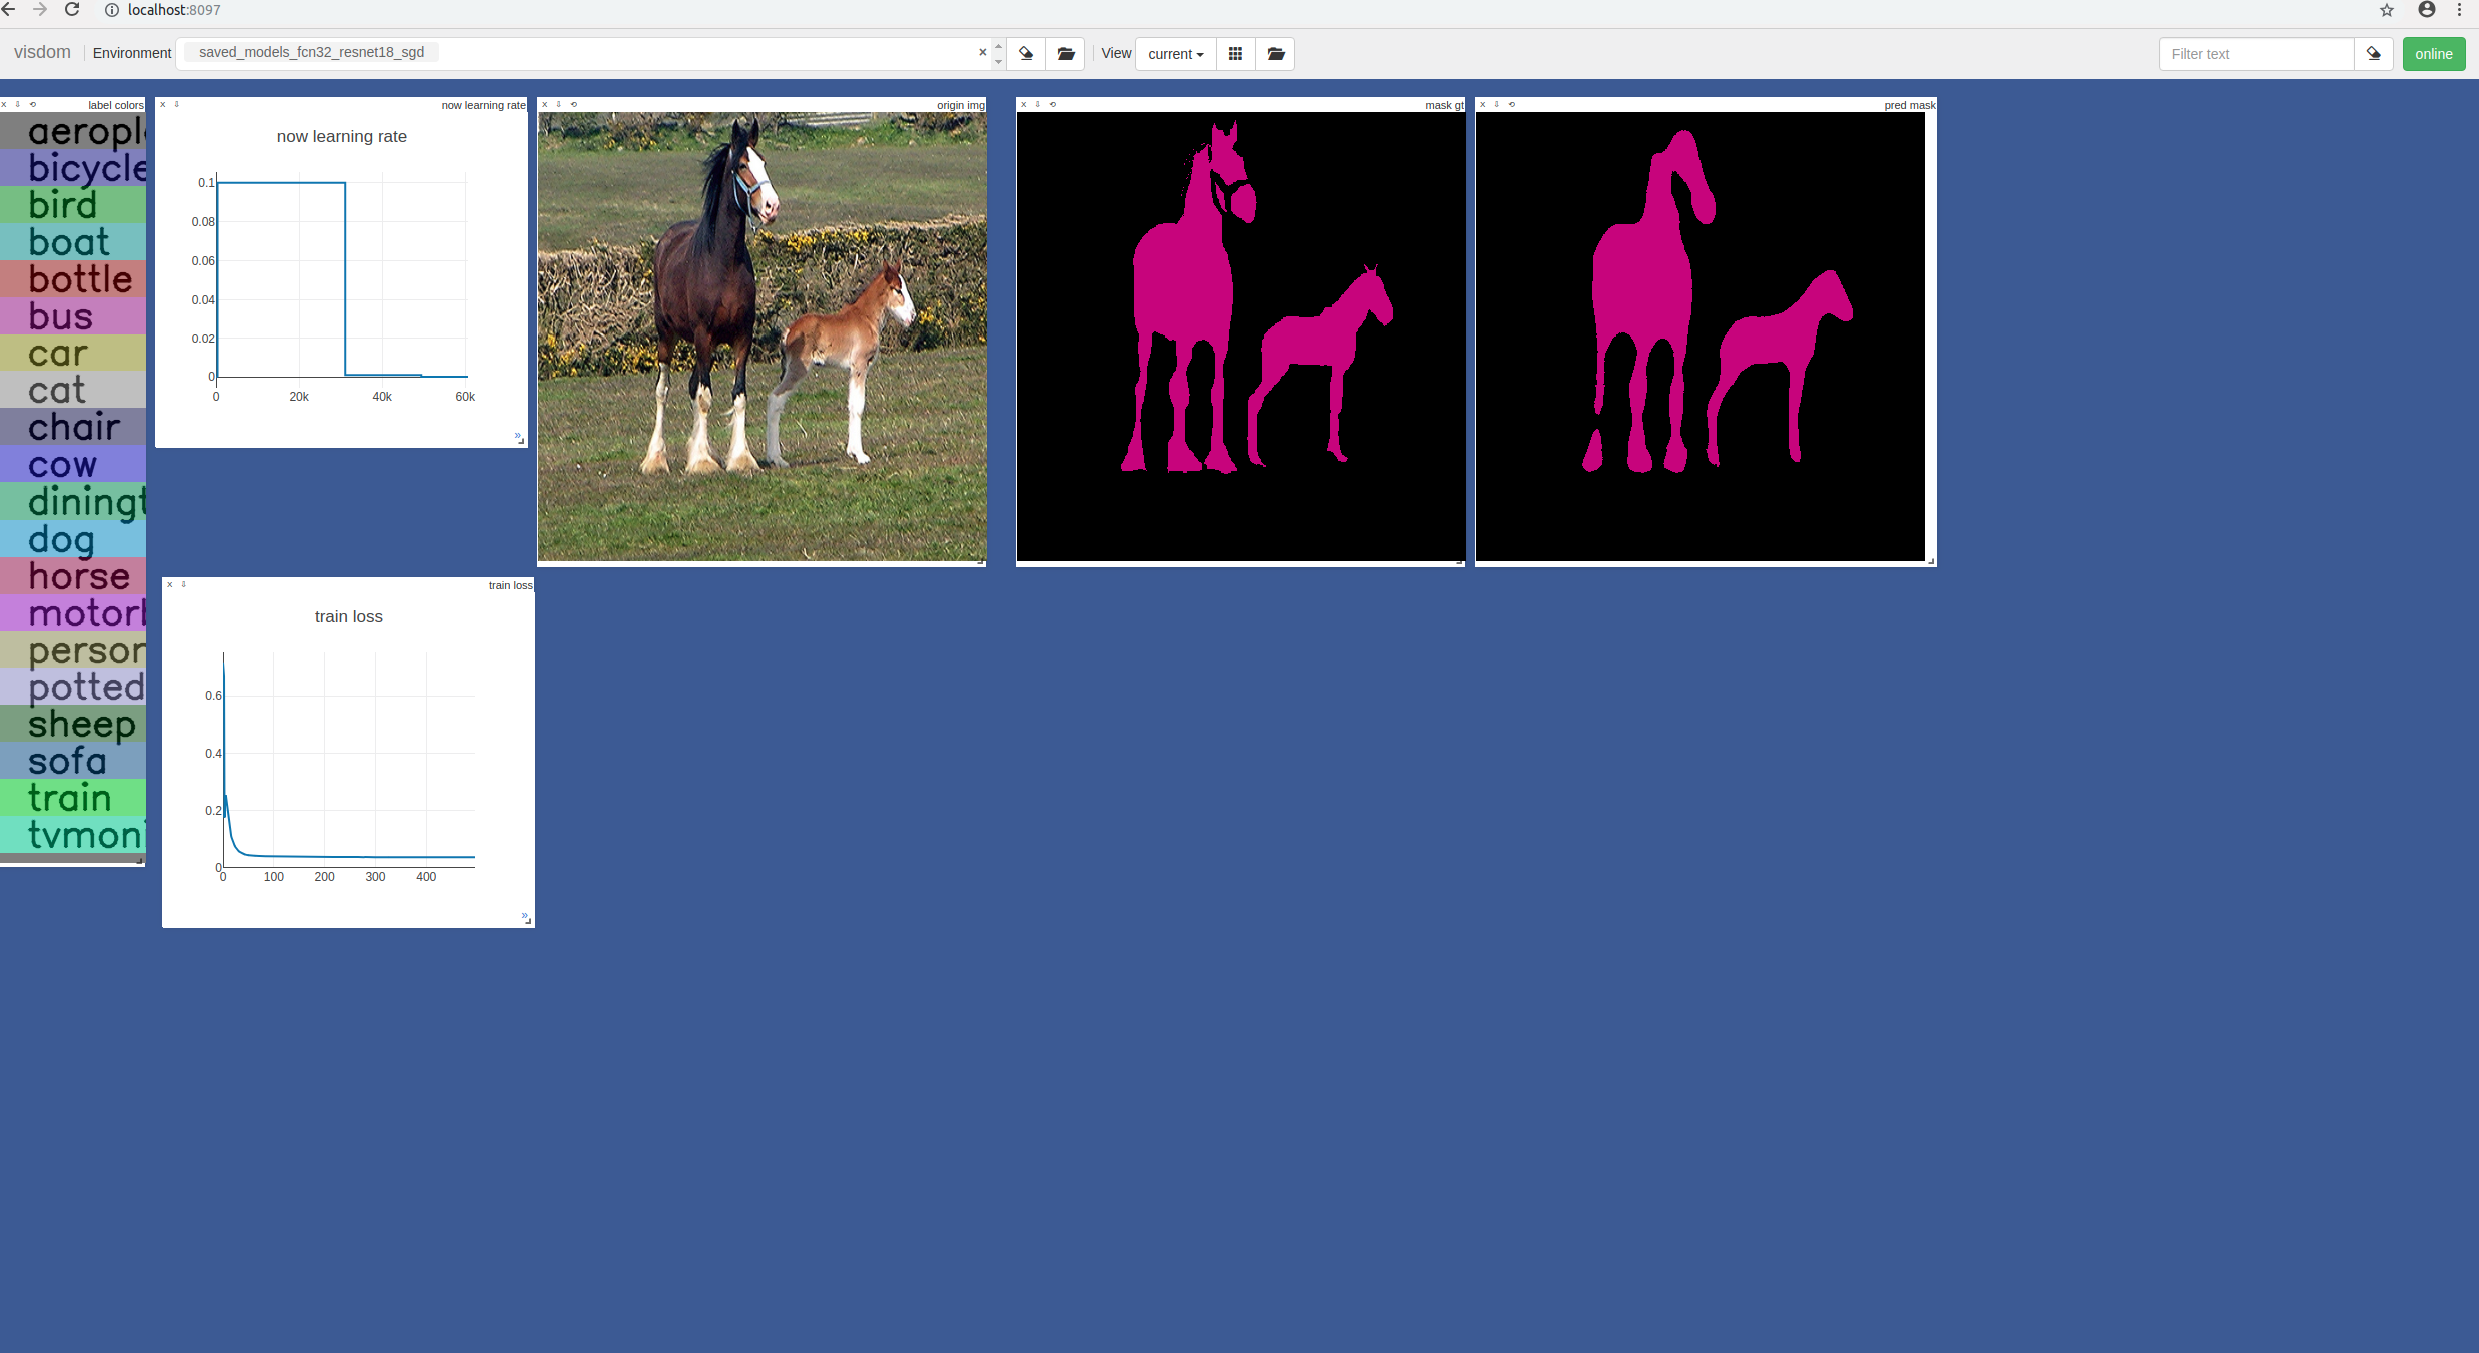 localhost:8097
visdom Environment saved_models_fcn32_resnet18_sgd × View current Filter text online
X label colors
aeropl
bicycle
bird
boat
bottle
bus
car
cat
chair
cow
diningt
dog
horse
motorb
person
potted
sheep
sofa
train
tvmoni
X now learning rate
now learning rate
0.1
0.08
0.06
0.04
0.02
0
0 20k 40k 60k
»
X origin img
X mask gt
X pred mask
X train loss
train loss
0.6
0.4
0.2
0
0 100 200 300 400
»